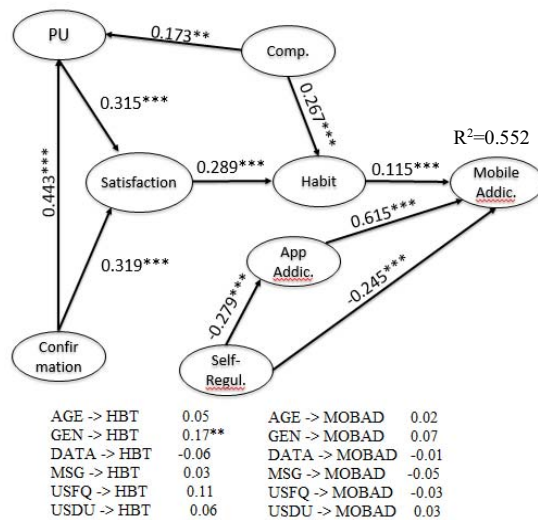 PU
Comp.
0.173**
0.315***
0.267***
R²=0.552
0.443***
Satisfaction
0.289***
Habit
0.115***
Mobile
Addic.
0.615***
0.319***
App
Addic.
-0.279***
-0.245***
Confir
mation
Self-
Regul.
AGE -> HBT 0.05 AGE -> MOBAD 0.02
GEN -> HBT 0.17** GEN -> MOBAD 0.07
DATA -> HBT -0.06 DATA -> MOBAD -0.01
MSG -> HBT 0.03 MSG -> MOBAD -0.05
USFQ -> HBT 0.11 USFQ -> MOBAD -0.03
USDU -> HBT 0.06 USDU -> MOBAD 0.03